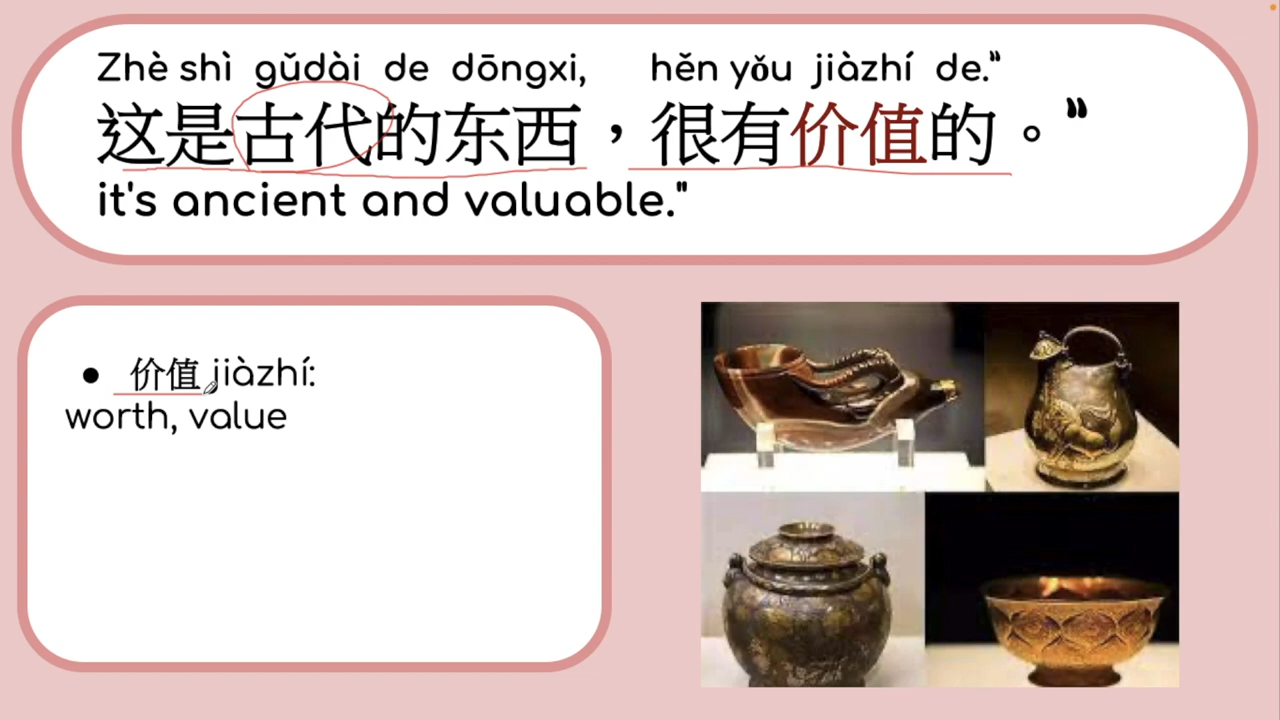 Zhè shì gǔdài de dōngxi, hěn yǒu jiàzhí de.”
这是古代的东西，很有价值的。”
it's ancient and valuable."
● 价值 jiàzhí:
worth, value